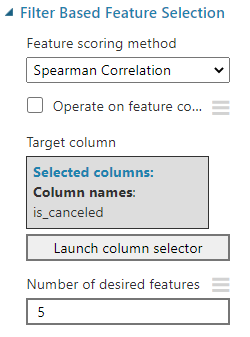 Filter Based Feature Selection
Feature scoring method
Spearman Correlation
Operate on feature co...
Target column
Selected columns:
Column names:
is_canceled
Launch column selector
Number of desired features
5